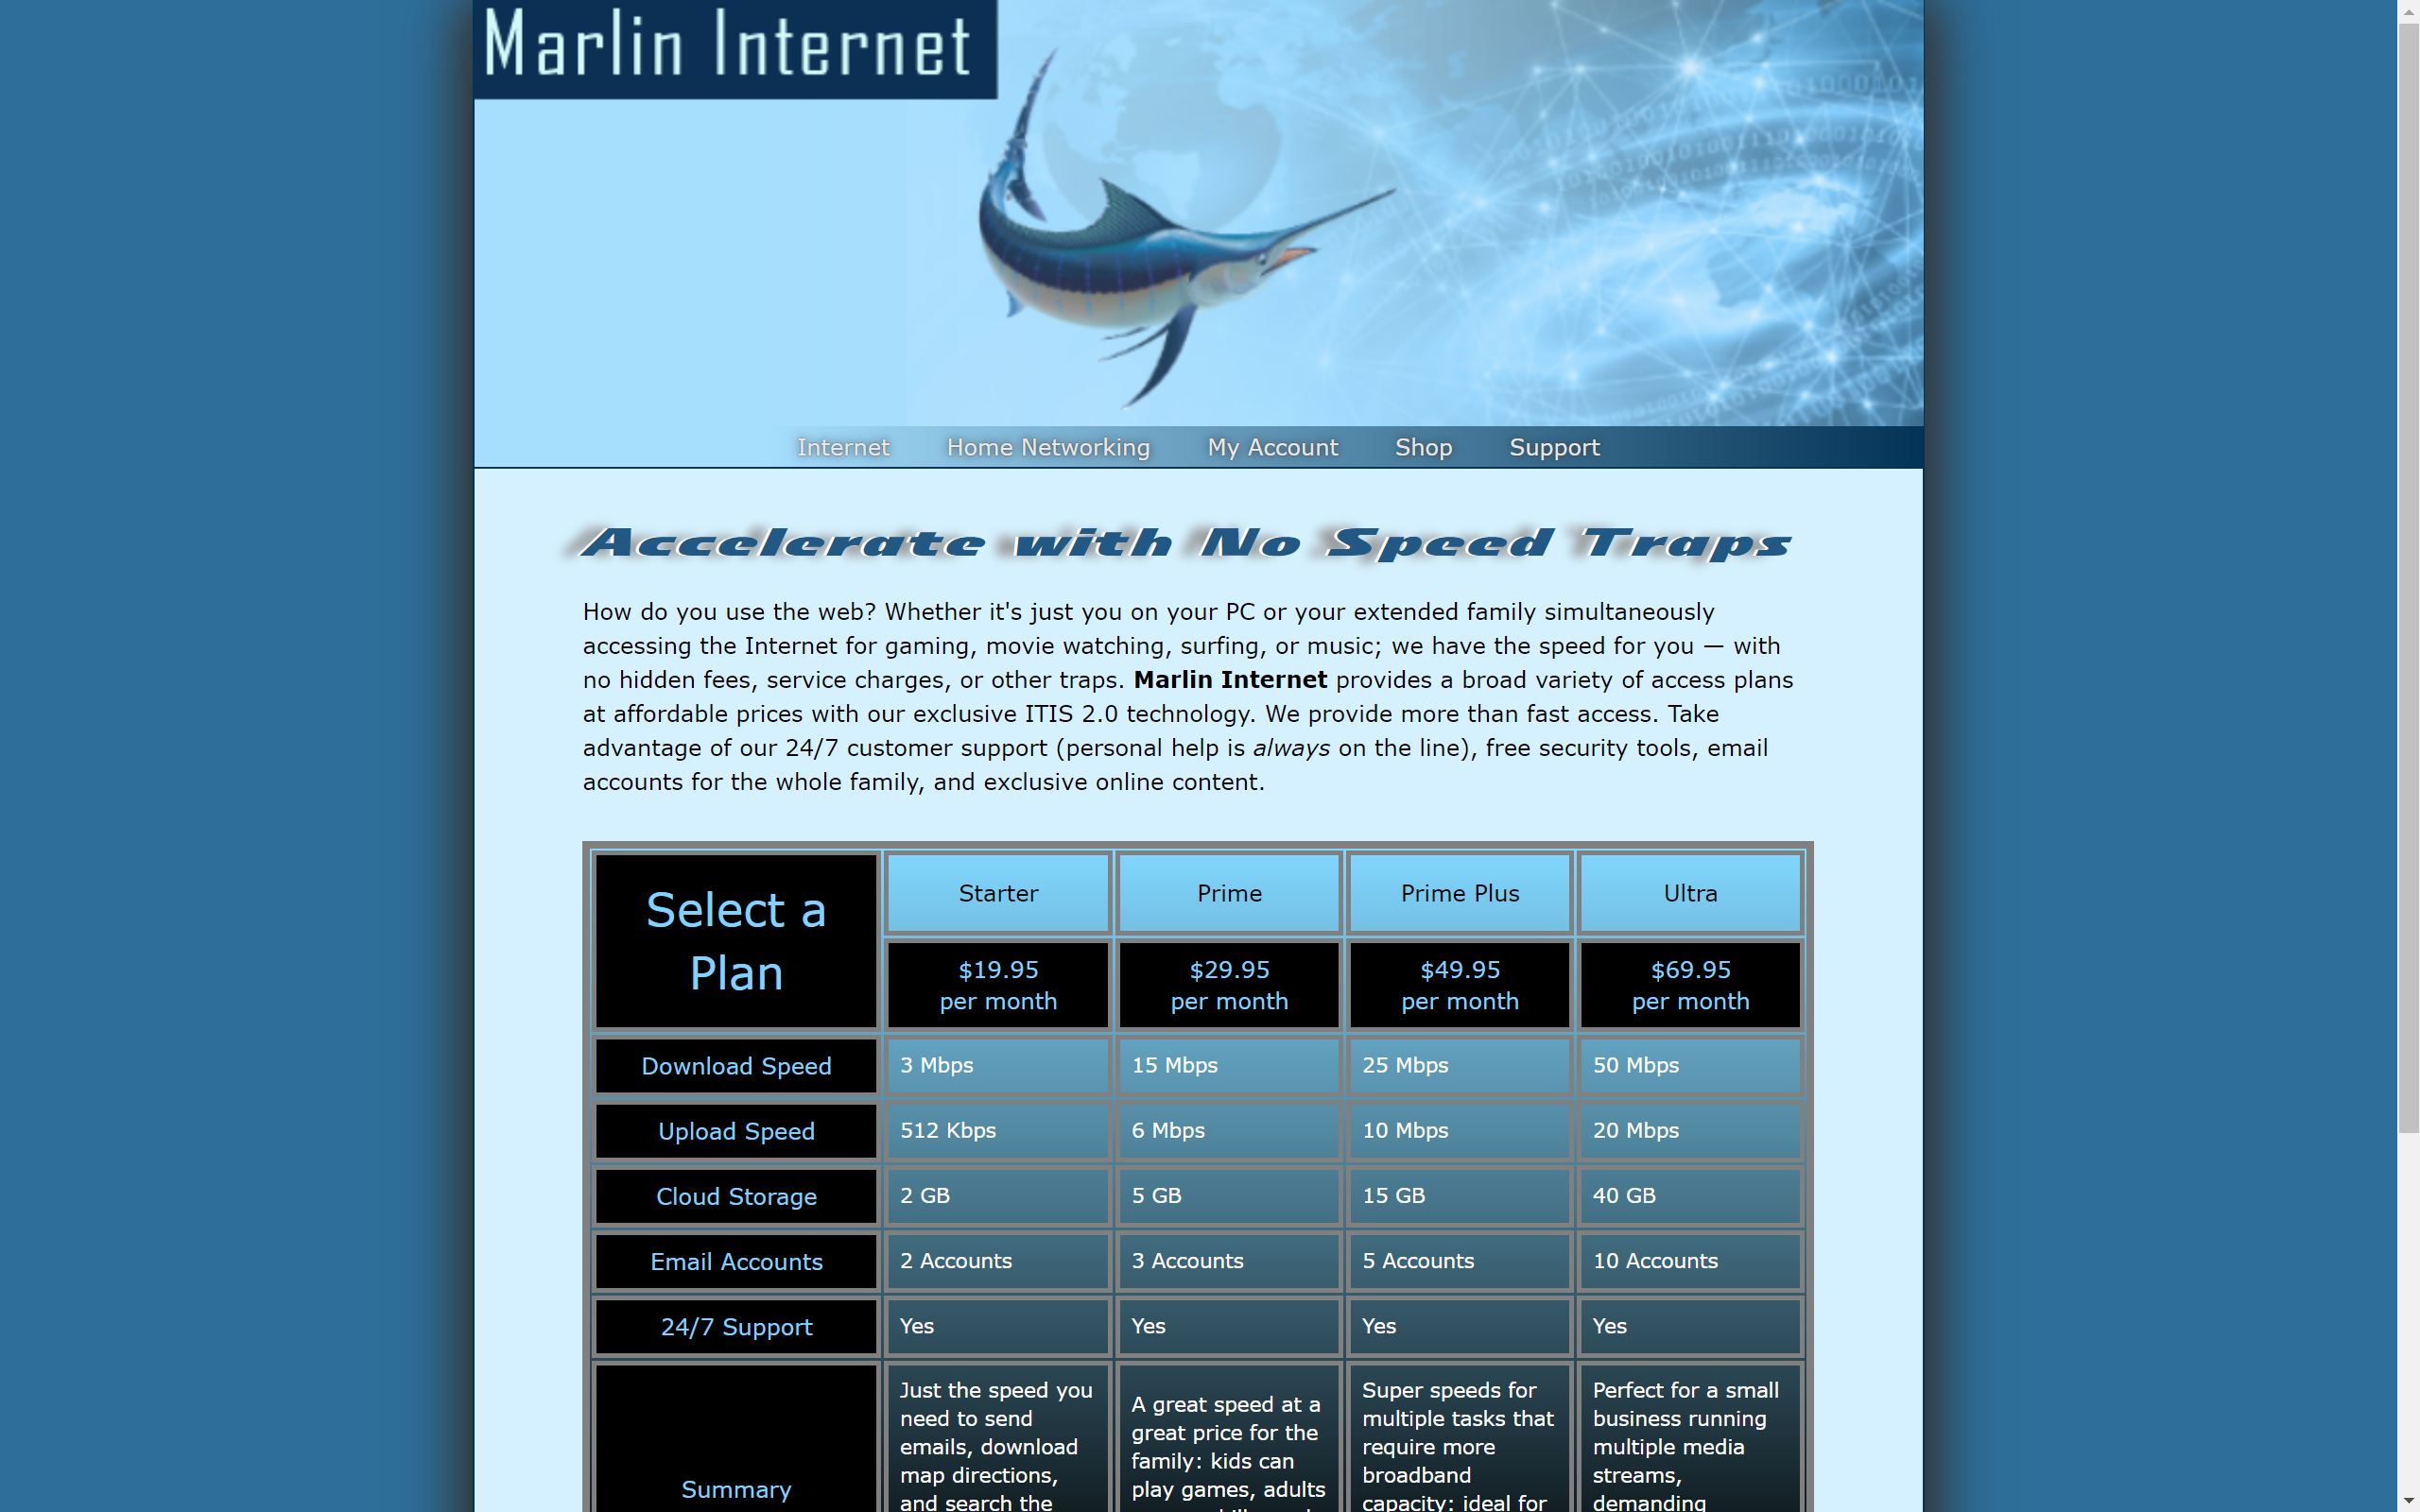 Marlin Internet
Internet Home Networking My Account Shop Support
Accelerate with No Speed Traps
How do you use the web? Whether it's just you on your PC or your extended family simultaneously
accessing the Internet for gaming, movie watching, surfing, or music; we have the speed for you — with
no hidden fees, service charges, or other traps. Marlin Internet provides a broad variety of access plans
at affordable prices with our exclusive ITIS 2.0 technology. We provide more than fast access. Take
advantage of our 24/7 customer support (personal help is always on the line), free security tools, email
accounts for the whole family, and exclusive online content.
Select a
Plan
Starter Prime Prime Plus Ultra
$19.95 $29.95 $49.95 $69.95
per month per month per month per month
Download Speed 3 Mbps 15 Mbps 25 Mbps 50 Mbps
Upload Speed 512 Kbps 6 Mbps 10 Mbps 20 Mbps
Cloud Storage 2 GB 5 GB 15 GB 40 GB
Email Accounts 2 Accounts 3 Accounts 5 Accounts 10 Accounts
24/7 Support Yes Yes Yes Yes
Summary
Just the speed you
need to send
emails, download
map directions,
and search the
A great speed at a
great price for the
family: kids can
play games, adults
Super speeds for
multiple tasks that
require more
broadband
capacity: ideal for
Perfect for a small
business running
multiple media
streams,
demanding